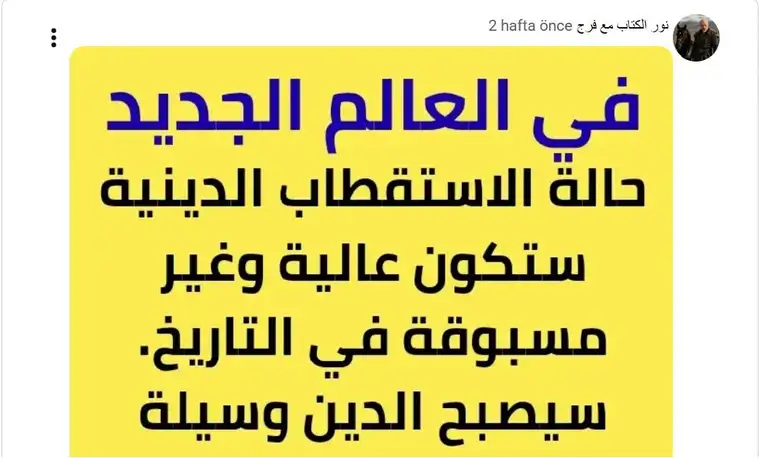 نور الكتاب مع فرج 2 hafta önce
في العالم الجديد
حالة الاستقطاب الدينية
ستكون عالية وغير
مسبوقة في التاريخ.
سيصبح الدين وسيلة